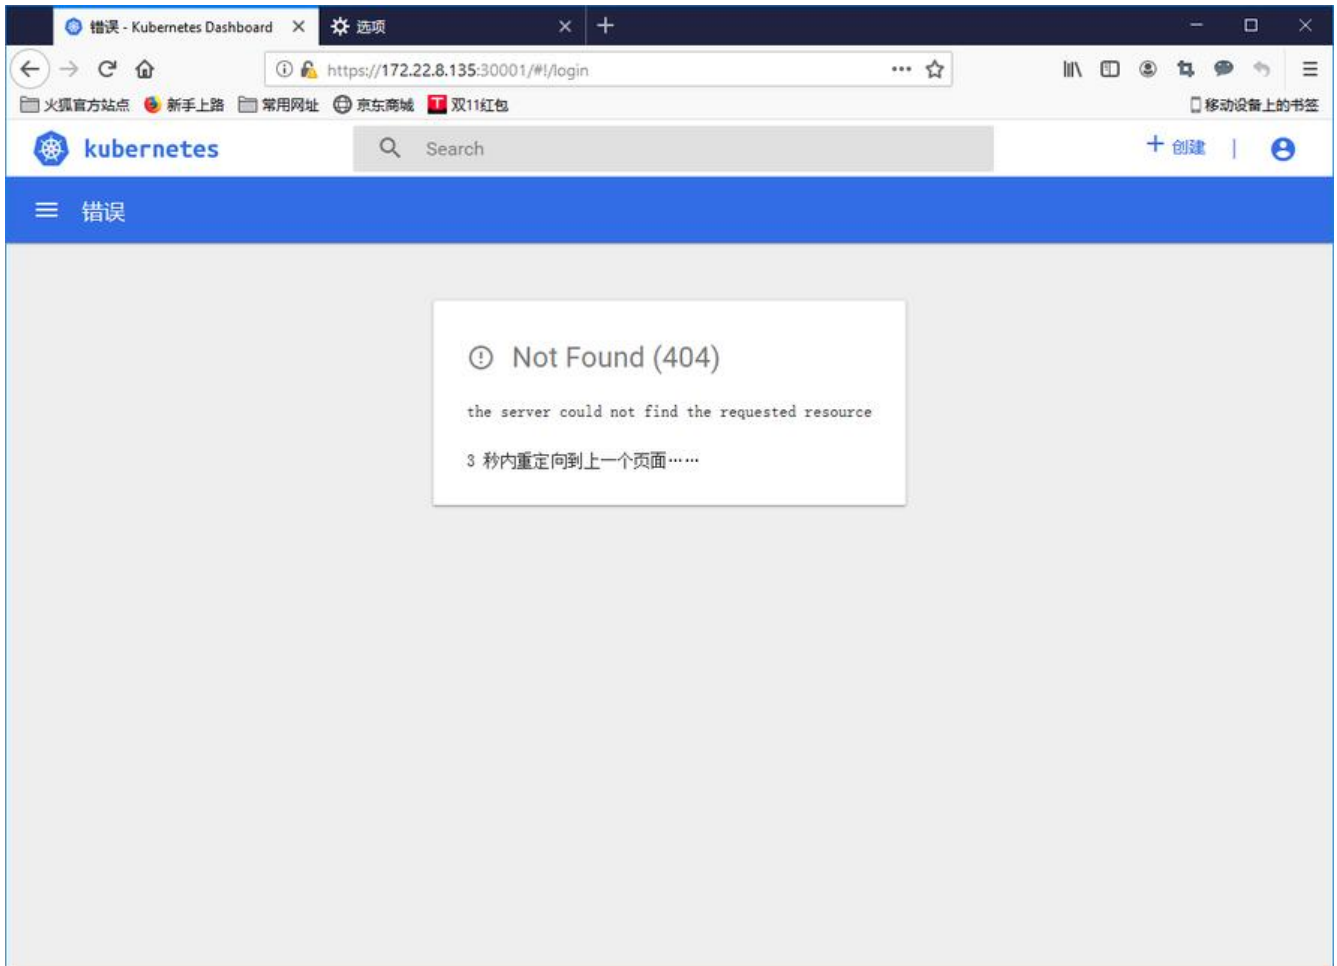 错误 - Kubernetes Dashboard
选项
https://172.22.8.135:30001/#!/login
火狐官方站点 新手上路 常用网址 京东商城 双11红包 移动设备上的书签
kubernetes Search 创建
错误
Not Found (404)
the server could not find the requested resource
3 秒内重定向到上一个页面……